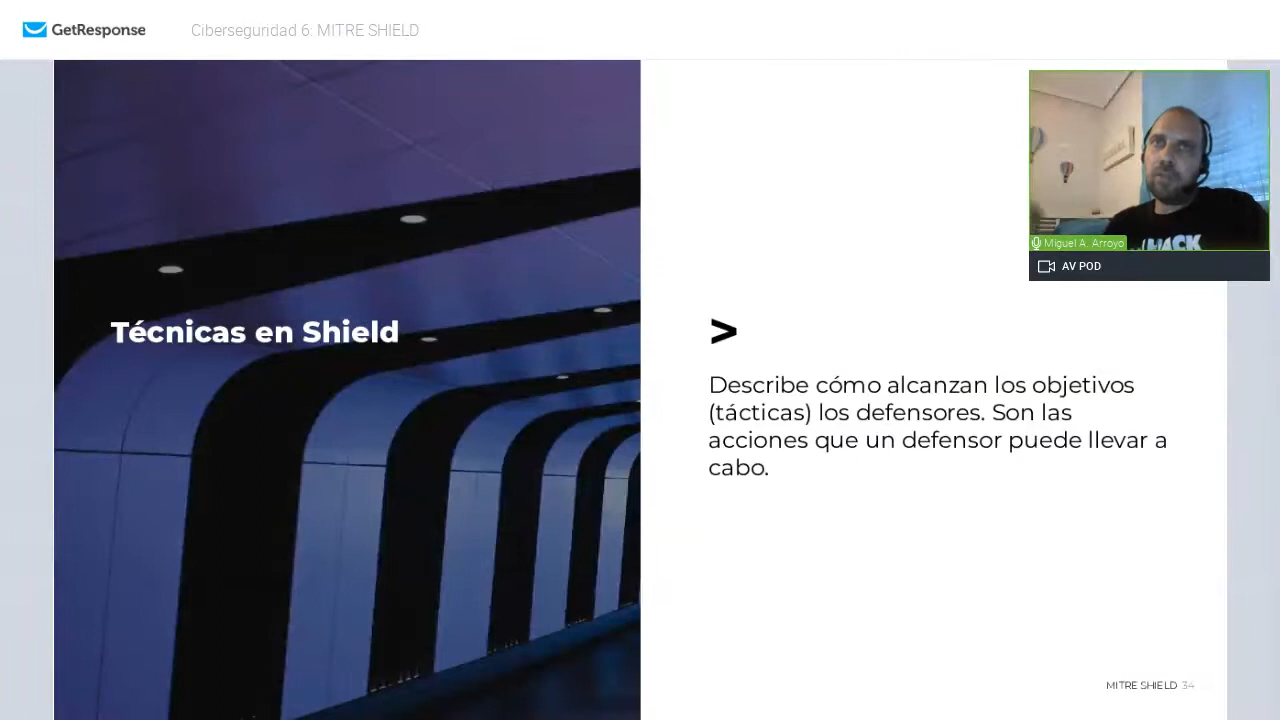 GetResponse
Ciberseguridad 6: MITRE SHIELD
Técnicas en Shield
>
Describe cómo alcanzan los objetivos
(tácticas) los defensores. Son las
acciones que un defensor puede llevar a
cabo.
HACK
Miguel A. Arroyo
AV POD
MITRE SHIELD 34